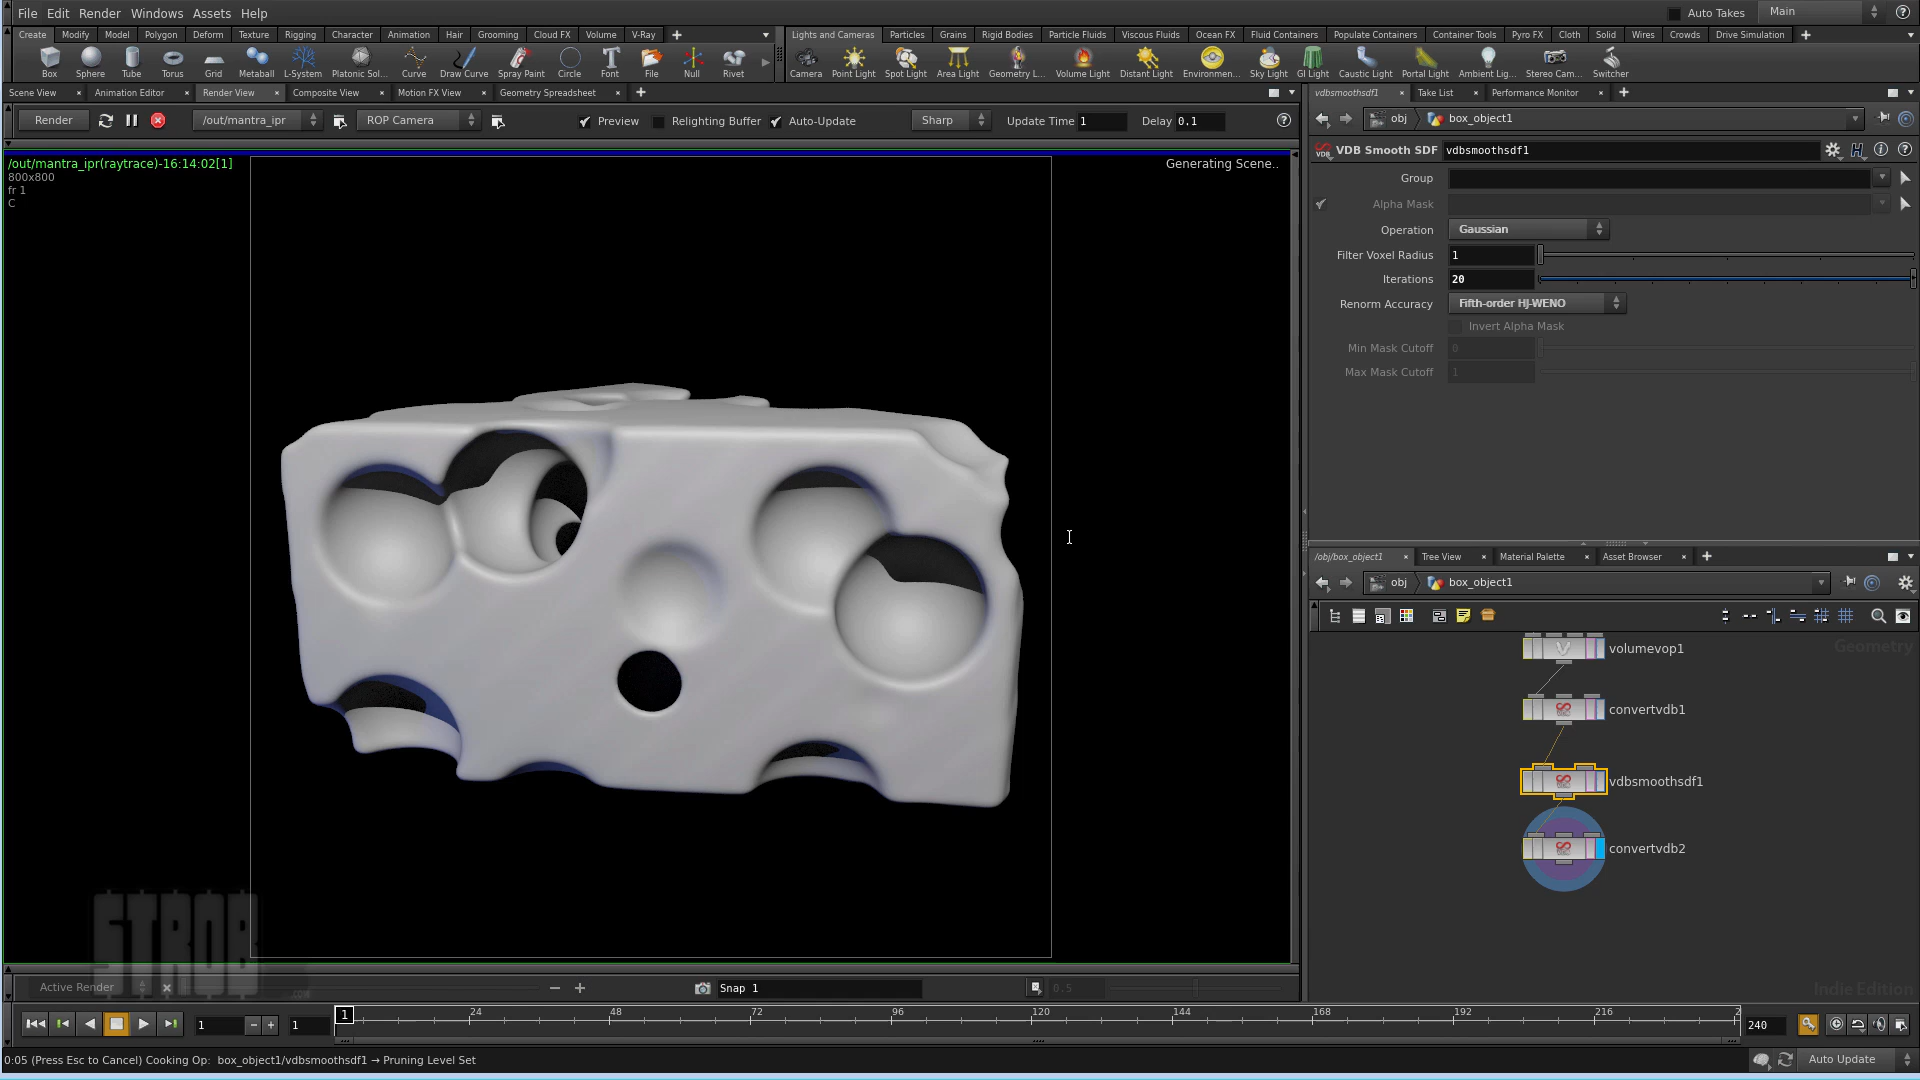 File Edit Render Windows Assets Help
Auto Takes Main
Create Modify Model Polygon Deform Texture Rigging Character Animation Hair Grooming Cloud FX Volume V-Ray
Lights and Cameras Particles Grains Rigid Bodies Particle Fluids Viscous Fluids Ocean FX Fluid Containers Populate Containers Container Tools Pyro FX Cloth Solid Wires Crowds Drive Simulation
Box Sphere Tube Torus Grid Metaball L-System Platonic Sol... Curve Draw Curve Spray Paint Circle Font File Null Rivet
Camera Point Light Spot Light Area Light Geometry L... Volume Light Distant Light Environmen... Sky Light GI Light Caustic Light Portal Light Ambient Lig... Stereo Cam... Switcher
Scene View Animation Editor Render View Composite View Motion FX View Geometry Spreadsheet
Render /out/mantra_ipr ROP Camera Preview Relighting Buffer Auto-Update Sharp Update Time 1 Delay 0.1
/out/mantra_ipr(raytrace)-16:14:02[1]
800x800
fr 1
C
Generating Scene..
vdbsmoothsdf1 Take List Performance Monitor
obj box_object1
VDB Smooth SDF vdbsmoothsdf1
Group
Alpha Mask
Operation Gaussian
Filter Voxel Radius 1
Iterations 20
Renorm Accuracy Fifth-order HJ-WENO
Invert Alpha Mask
Min Mask Cutoff 0
Max Mask Cutoff 1
/obj/box_object1 Tree View Material Palette Asset Browser
obj box_object1
Geometry
volumevop1
convertvdb1
vdbsmoothsdf1
convertvdb2
Indie Edition
STROB
Active Render Snap 1 0.5
1 1 1 24 48 72 96 120 144 168 192 216 2 240
0:05 (Press Esc to Cancel) Cooking Op: box_object1/vdbsmoothsdf1 → Pruning Level Set
Auto Update